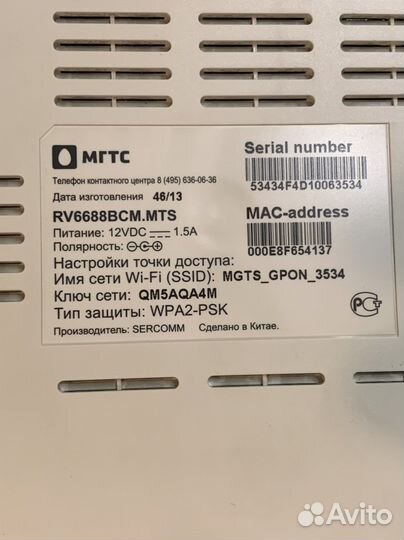 МГТС
Телефон контактного центра 8 (495) 636-06-36
Дата изготовления 46/13
RV6688BCM.MTS
Питание: 12VDC 1.5A
Полярность:
Serial number
53434F4D10063534
MAC-address
000E8F654137
Настройки точки доступа:
Имя сети Wi-Fi (SSID): MGTS_GPON_3534
Ключ сети: QM5AQA4M
Тип защиты: WPA2-PSK
Производитель: SERCOMM Сделано в Китае.
Avito